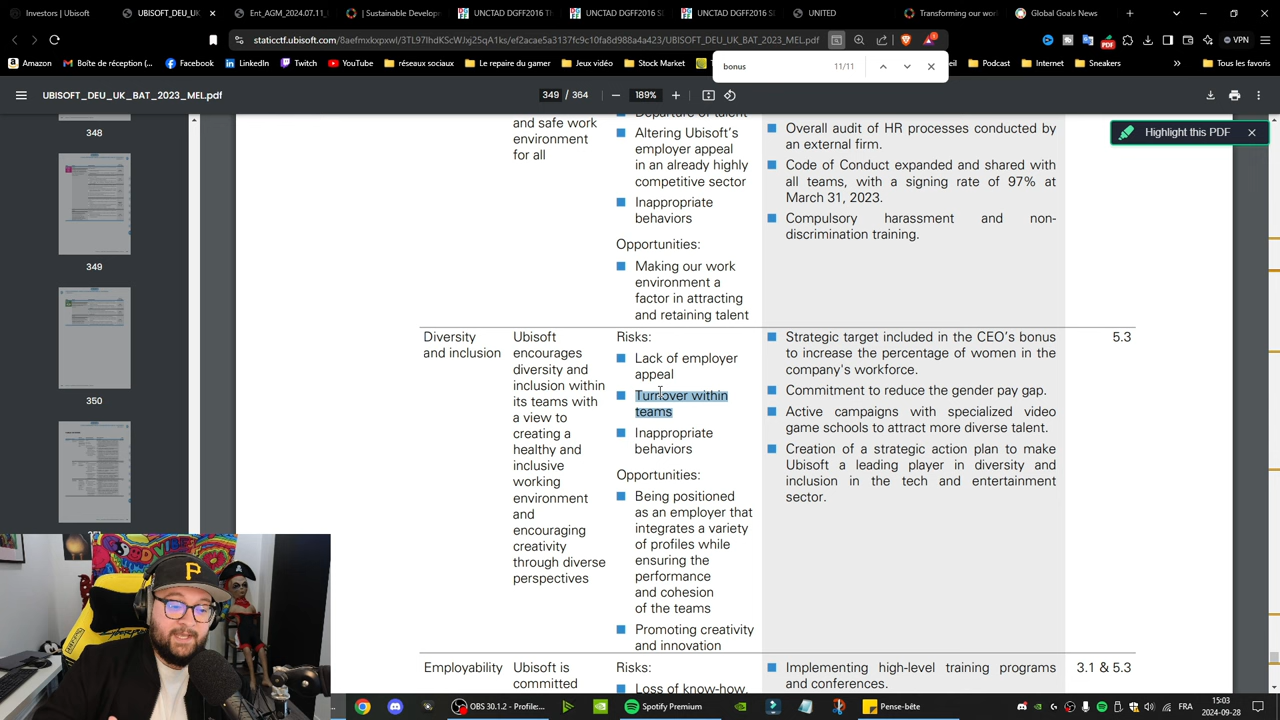 Investors | Ubisoft
UBISOFT_DEU_UK
Ent_AGM_2024.07.11
| Sustainable Develop
UNCTAD DGFF2016 Th
UNCTAD DGFF2016 S
UNCTAD DGFF2016 S
UNITED
Transforming our wo
Global Goals News
staticctf.ubisoft.com/8aefmxkxpxwl/3TL97IhdKScWJxj25qA1ks/ef2acae5a3137fc9c10fa8d988a4a423/UBISOFT_DEU_UK_BAT_2023_MEL.pdf
PDF
VPN
Amazon
Boîte de réception (...
Facebook
LinkedIn
Twitch
YouTube
réseaux sociaux
Le repaire du gamer
Jeux vidéo
Stock Market
Podcast
Internet
Sneakers
Tous les favoris
bonus
11/11
UBISOFT_DEU_UK_BAT_2023_MEL.pdf
349 / 364
189%
Highlight this PDF
348
349
350
and safe work
environment
for all
Departure of talent
Altering Ubisoft's
employer appeal
in an already highly
competitive sector
Inappropriate
behaviors
Opportunities:
Making our work
environment a
factor in attracting
and retaining talent
Overall audit of HR processes conducted by
an external firm.
Code of Conduct expanded and shared with
all teams, with a signing rate of 97% at
March 31, 2023.
Compulsory harassment and non-
discrimination training.
Diversity
and inclusion
Ubisoft
encourages
diversity and
inclusion within
its teams with
a view to
creating a
healthy and
inclusive
working
environment
and
encouraging
creativity
through diverse
perspectives
Risks:
Lack of employer
appeal
Turnover within
teams
Inappropriate
behaviors
Opportunities:
Being positioned
as an employer that
integrates a variety
of profiles while
ensuring the
performance
and cohesion
of the teams
Promoting creativity
and innovation
Strategic target included in the CEO's bonus
to increase the percentage of women in the
company's workforce.
Commitment to reduce the gender pay gap.
Active campaigns with specialized video
game schools to attract more diverse talent.
Creation of a strategic action plan to make
Ubisoft a leading player in diversity and
inclusion in the tech and entertainment
sector.
5.3
Employability
Ubisoft is
committed
Risks:
Loss of know-how,
Implementing high-level training programs
and conferences.
3.1 & 5.3
OBS 30.1.2 - Profile:...
Spotify Premium
Pense-bête
FRA
15:03
2024-09-28